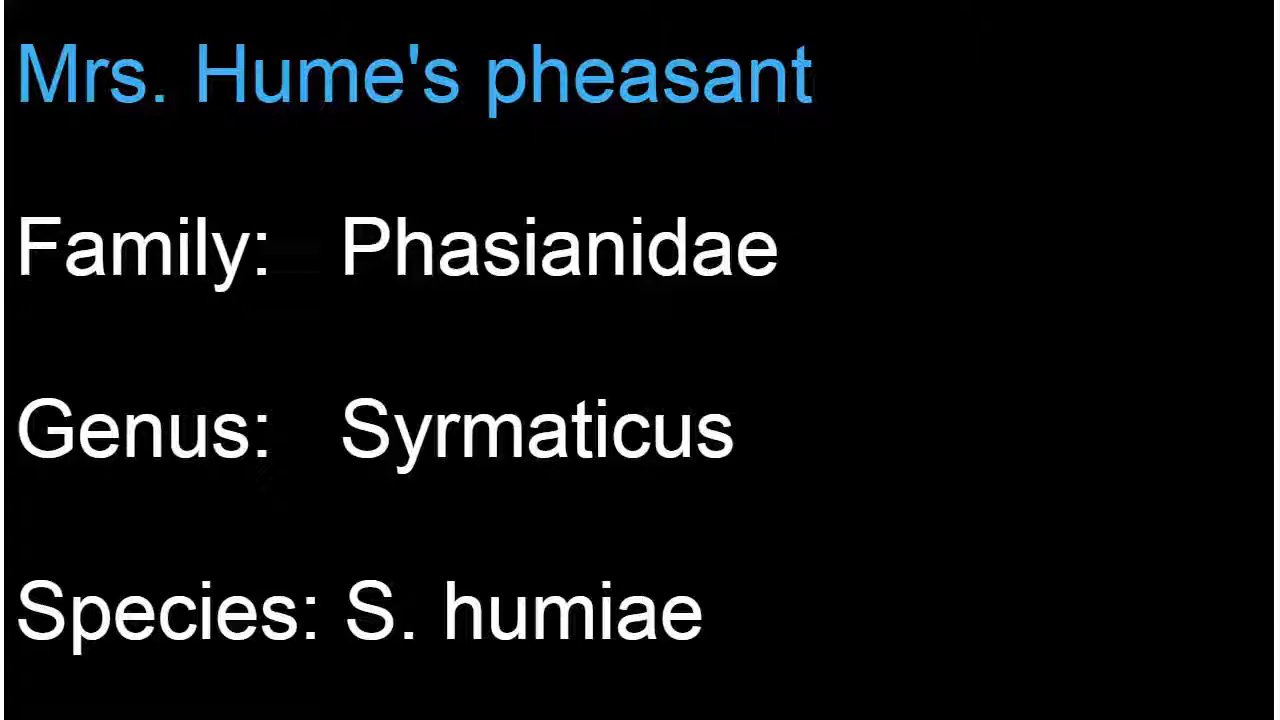 Mrs. Hume's pheasant
Family: Phasianidae
Genus: Syrmaticus
Species: S. humiae